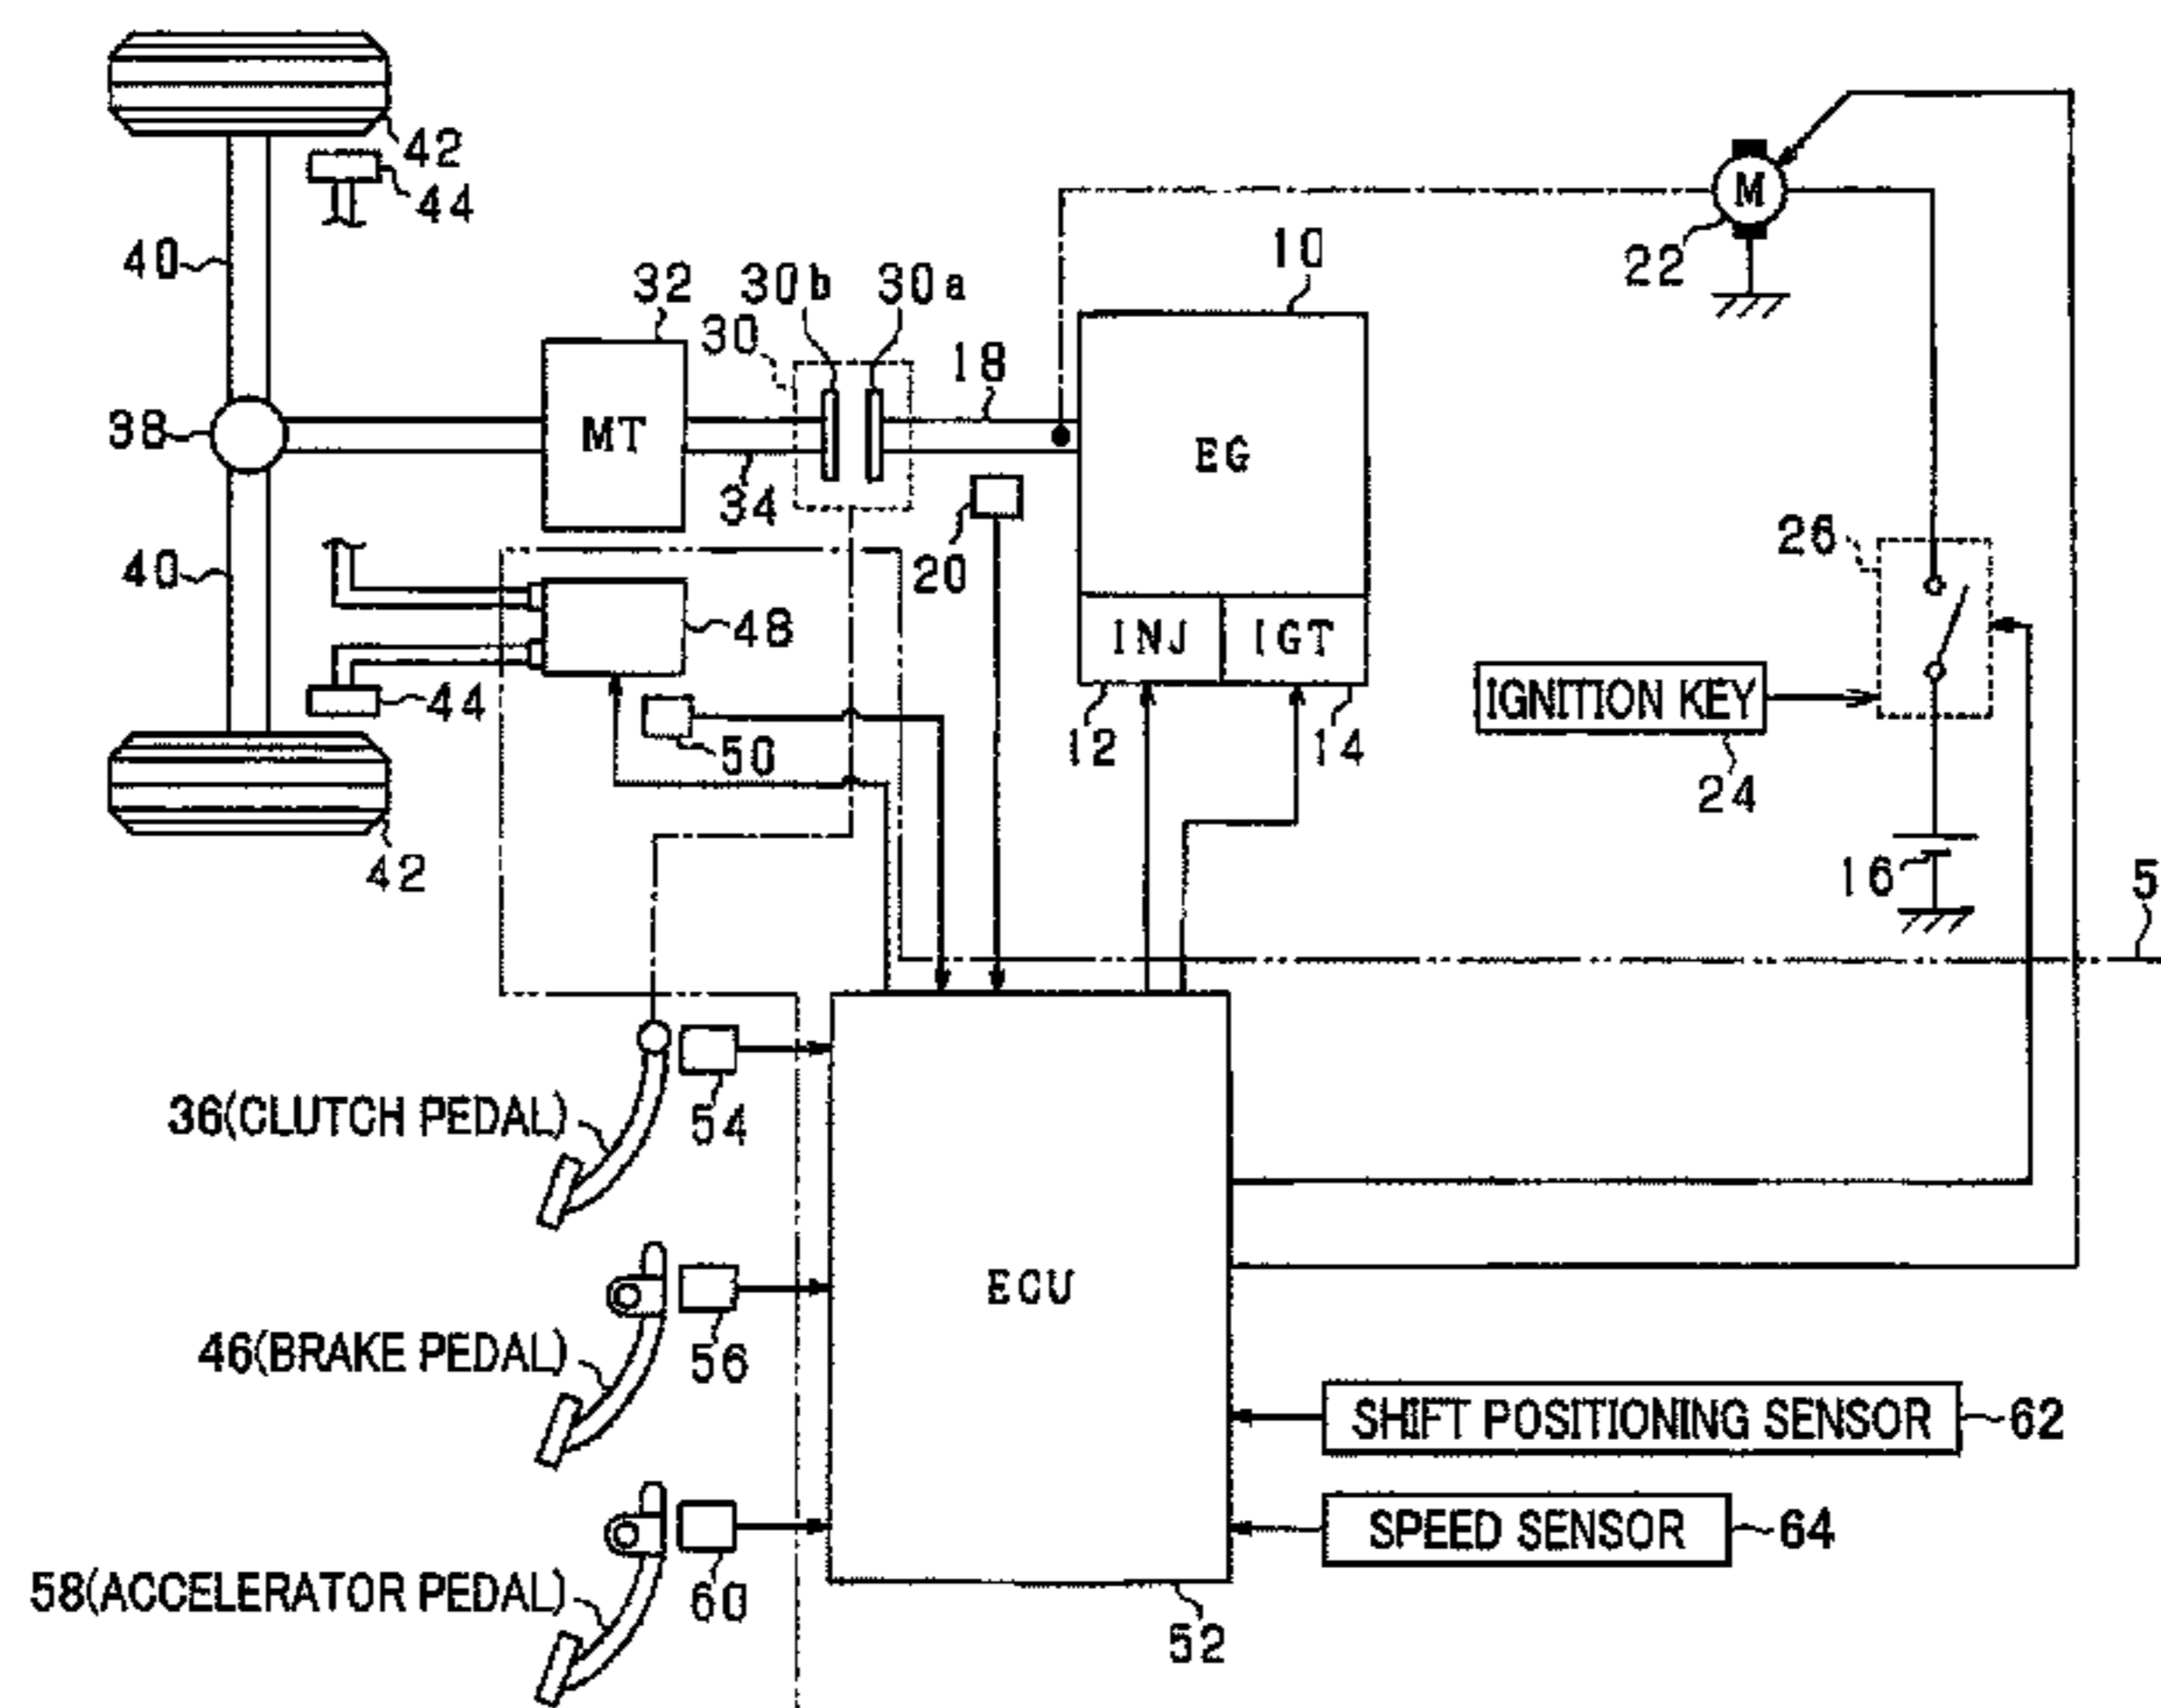 42
44
M
22
40
10
32
30b
30a
30
18
38
MT
EG
34
26
40
20
48
INJ
IGT
IGNITION KEY
44
50
12
14
24
42
16
5
36(CLUTCH PEDAL)
54
ECU
46(BRAKE PEDAL)
56
SHIFT POSITIONING SENSOR
62
SPEED SENSOR
64
58(ACCELERATOR PEDAL)
60
52